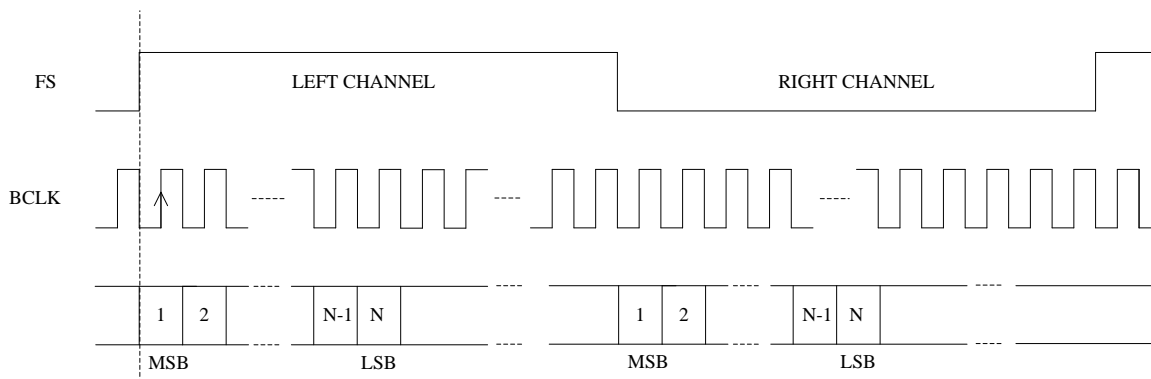 FS
LEFT CHANNEL
RIGHT CHANNEL
BCLK
1 2 N-1 N 1 2 N-1 N
MSB LSB MSB LSB